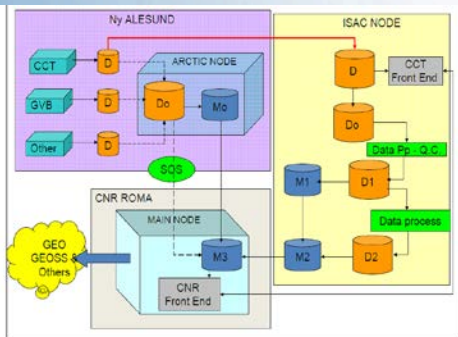 Ny ALESUND
ISAC NODE
CCT
D
ARCTIC NODE
D
CCT
Front End
GVB
D
Do
Mo
Do
Other
D
Data Pp - Q.C.
SOS
M1
D1
CNR ROMA
MAIN NODE
Data process
GEO
GEOSS
Others
M3
M2
D2
CNR
Front End